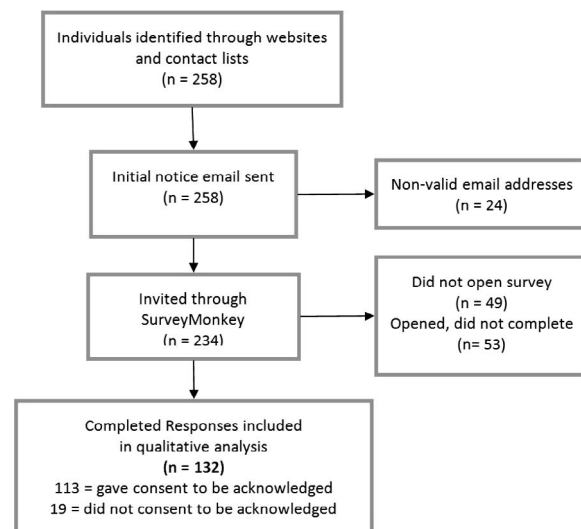 Individuals identified through websites
and contact lists
(n = 258)
Initial notice email sent
(n = 258)
Non-valid email addresses
(n = 24)
Invited through
SurveyMonkey
(n = 234)
Did not open survey
(n = 49)
Opened, did not complete
(n= 53)
Completed Responses included
in qualitative analysis
(n = 132)
113 = gave consent to be acknowledged
19 = did not consent to be acknowledged